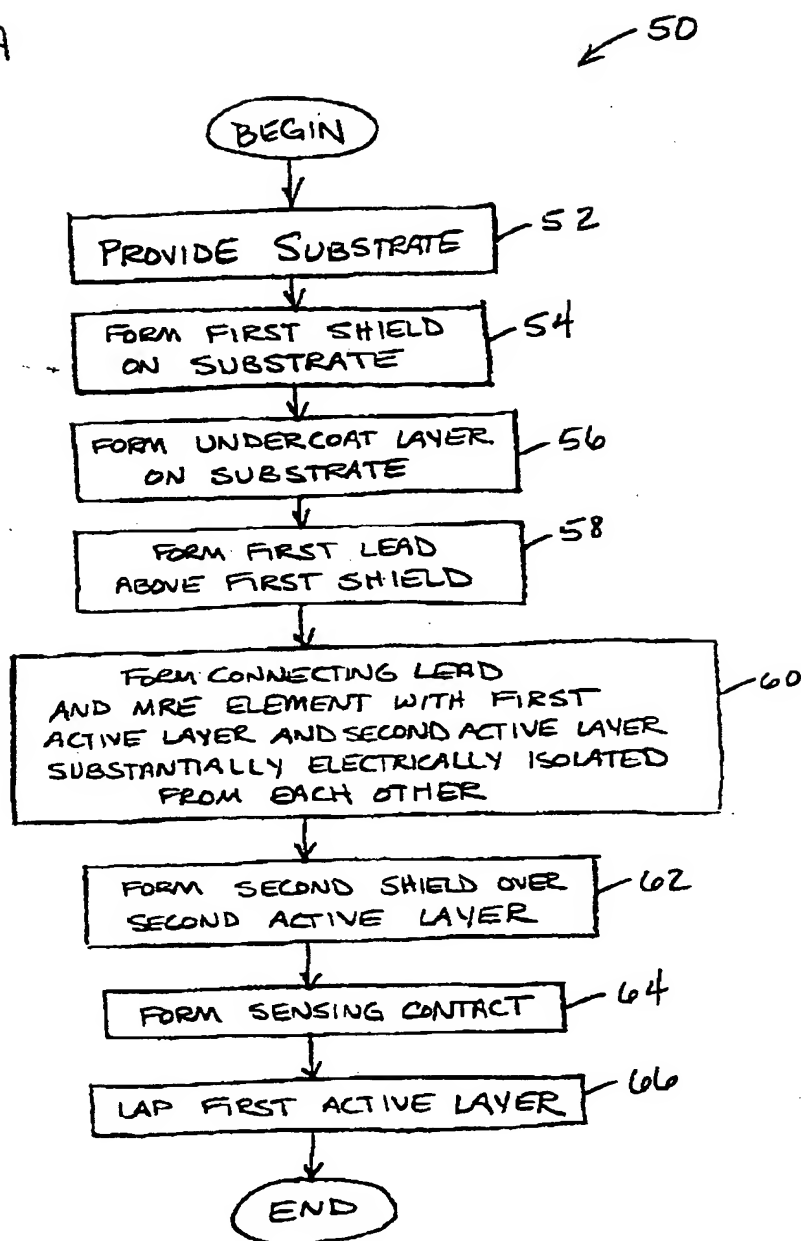 A
50
BEGIN
PROVIDE SUBSTRATE
52
FORM FIRST SHIELD
ON SUBSTRATE
54
FORM UNDERCOAT LAYER
ON SUBSTRATE
56
FORM FIRST LEAD
ABOVE FIRST SHIELD
58
FORM CONNECTING LEAD
AND MRE ELEMENT WITH FIRST
ACTIVE LAYER AND SECOND ACTIVE LAYER
SUBSTANTIALLY ELECTRICALLY ISOLATED
FROM EACH OTHER
60
FORM SECOND SHIELD OVER
SECOND ACTIVE LAYER
62
FORM SENSING CONTACT
64
LAP FIRST ACTIVE LAYER
66
END